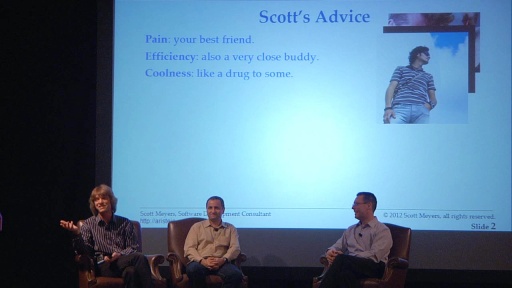 Scott's Advice
Pain: your best friend.
Efficiency: also a very close buddy.
Coolness: like a drug to some.
Scott Meyers, Software Development Consultant
© 2012 Scott Meyers, all rights reserved.
Slide 2